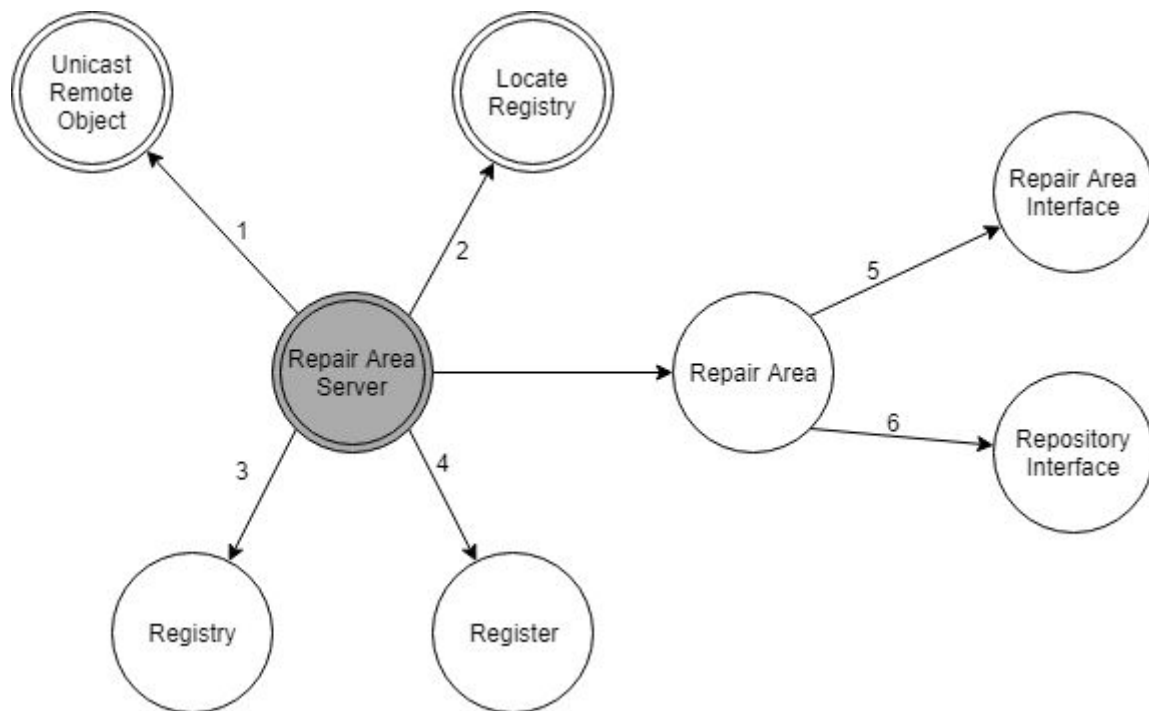 Unicast
Remote
Object
Locate
Registry
Repair Area
Interface
1
2
5
Repair Area
Server
Repair Area
6
Repository
Interface
3
4
Registry
Register